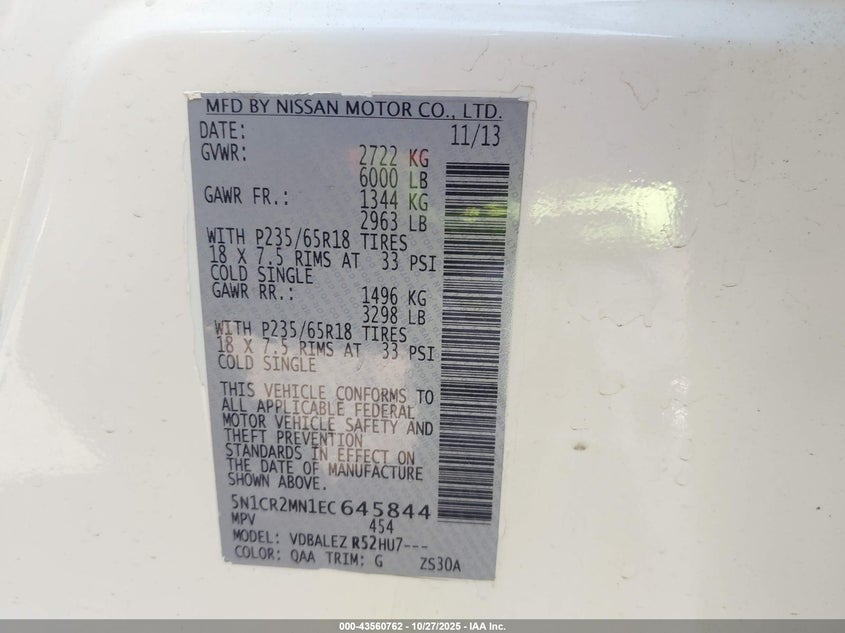 MFD BY NISSAN MOTOR CO., LTD.
DATE: 11/13
GVWR: 2722 KG
6000 LB
GAWR FR.: 1344 KG
2963 LB
WITH P235/65R18 TIRES
18 X 7.5 RIMS AT 33 PSI
COLD SINGLE
GAWR RR.: 1496 KG
3298 LB
WITH P235/65R18 TIRES
18 X 7.5 RIMS AT 33 PSI
COLD SINGLE
THIS VEHICLE CONFORMS TO
ALL APPLICABLE FEDERAL
MOTOR VEHICLE SAFETY AND
THEFT PREVENTION
STANDARDS IN EFFECT ON
THE DATE OF MANUFACTURE
SHOWN ABOVE.
5N1CR2MN1EC645844
MPV 454
MODEL: VDBALEZ R52HU7---
COLOR: QAA TRIM: G ZS30A
000-43560762 - 10/27/2025 - IAA Inc.